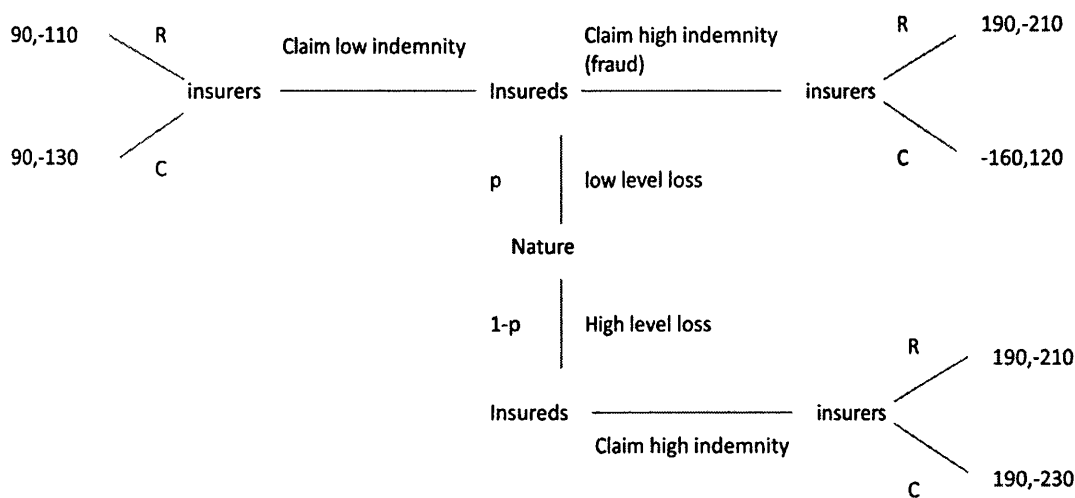 90,-110 R
Claim low indemnity
Claim high indemnity
(fraud)
R 190,-210
insurers
Insureds
insurers
90,-130 C
C -160,120
p low level loss
Nature
1-p High level loss
R 190,-210
Insureds
insurers
Claim high indemnity
C 190,-230